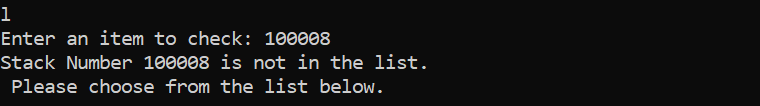 l
Enter an item to check: 100008
Stack Number 100008 is not in the list.
 Please choose from the list below.